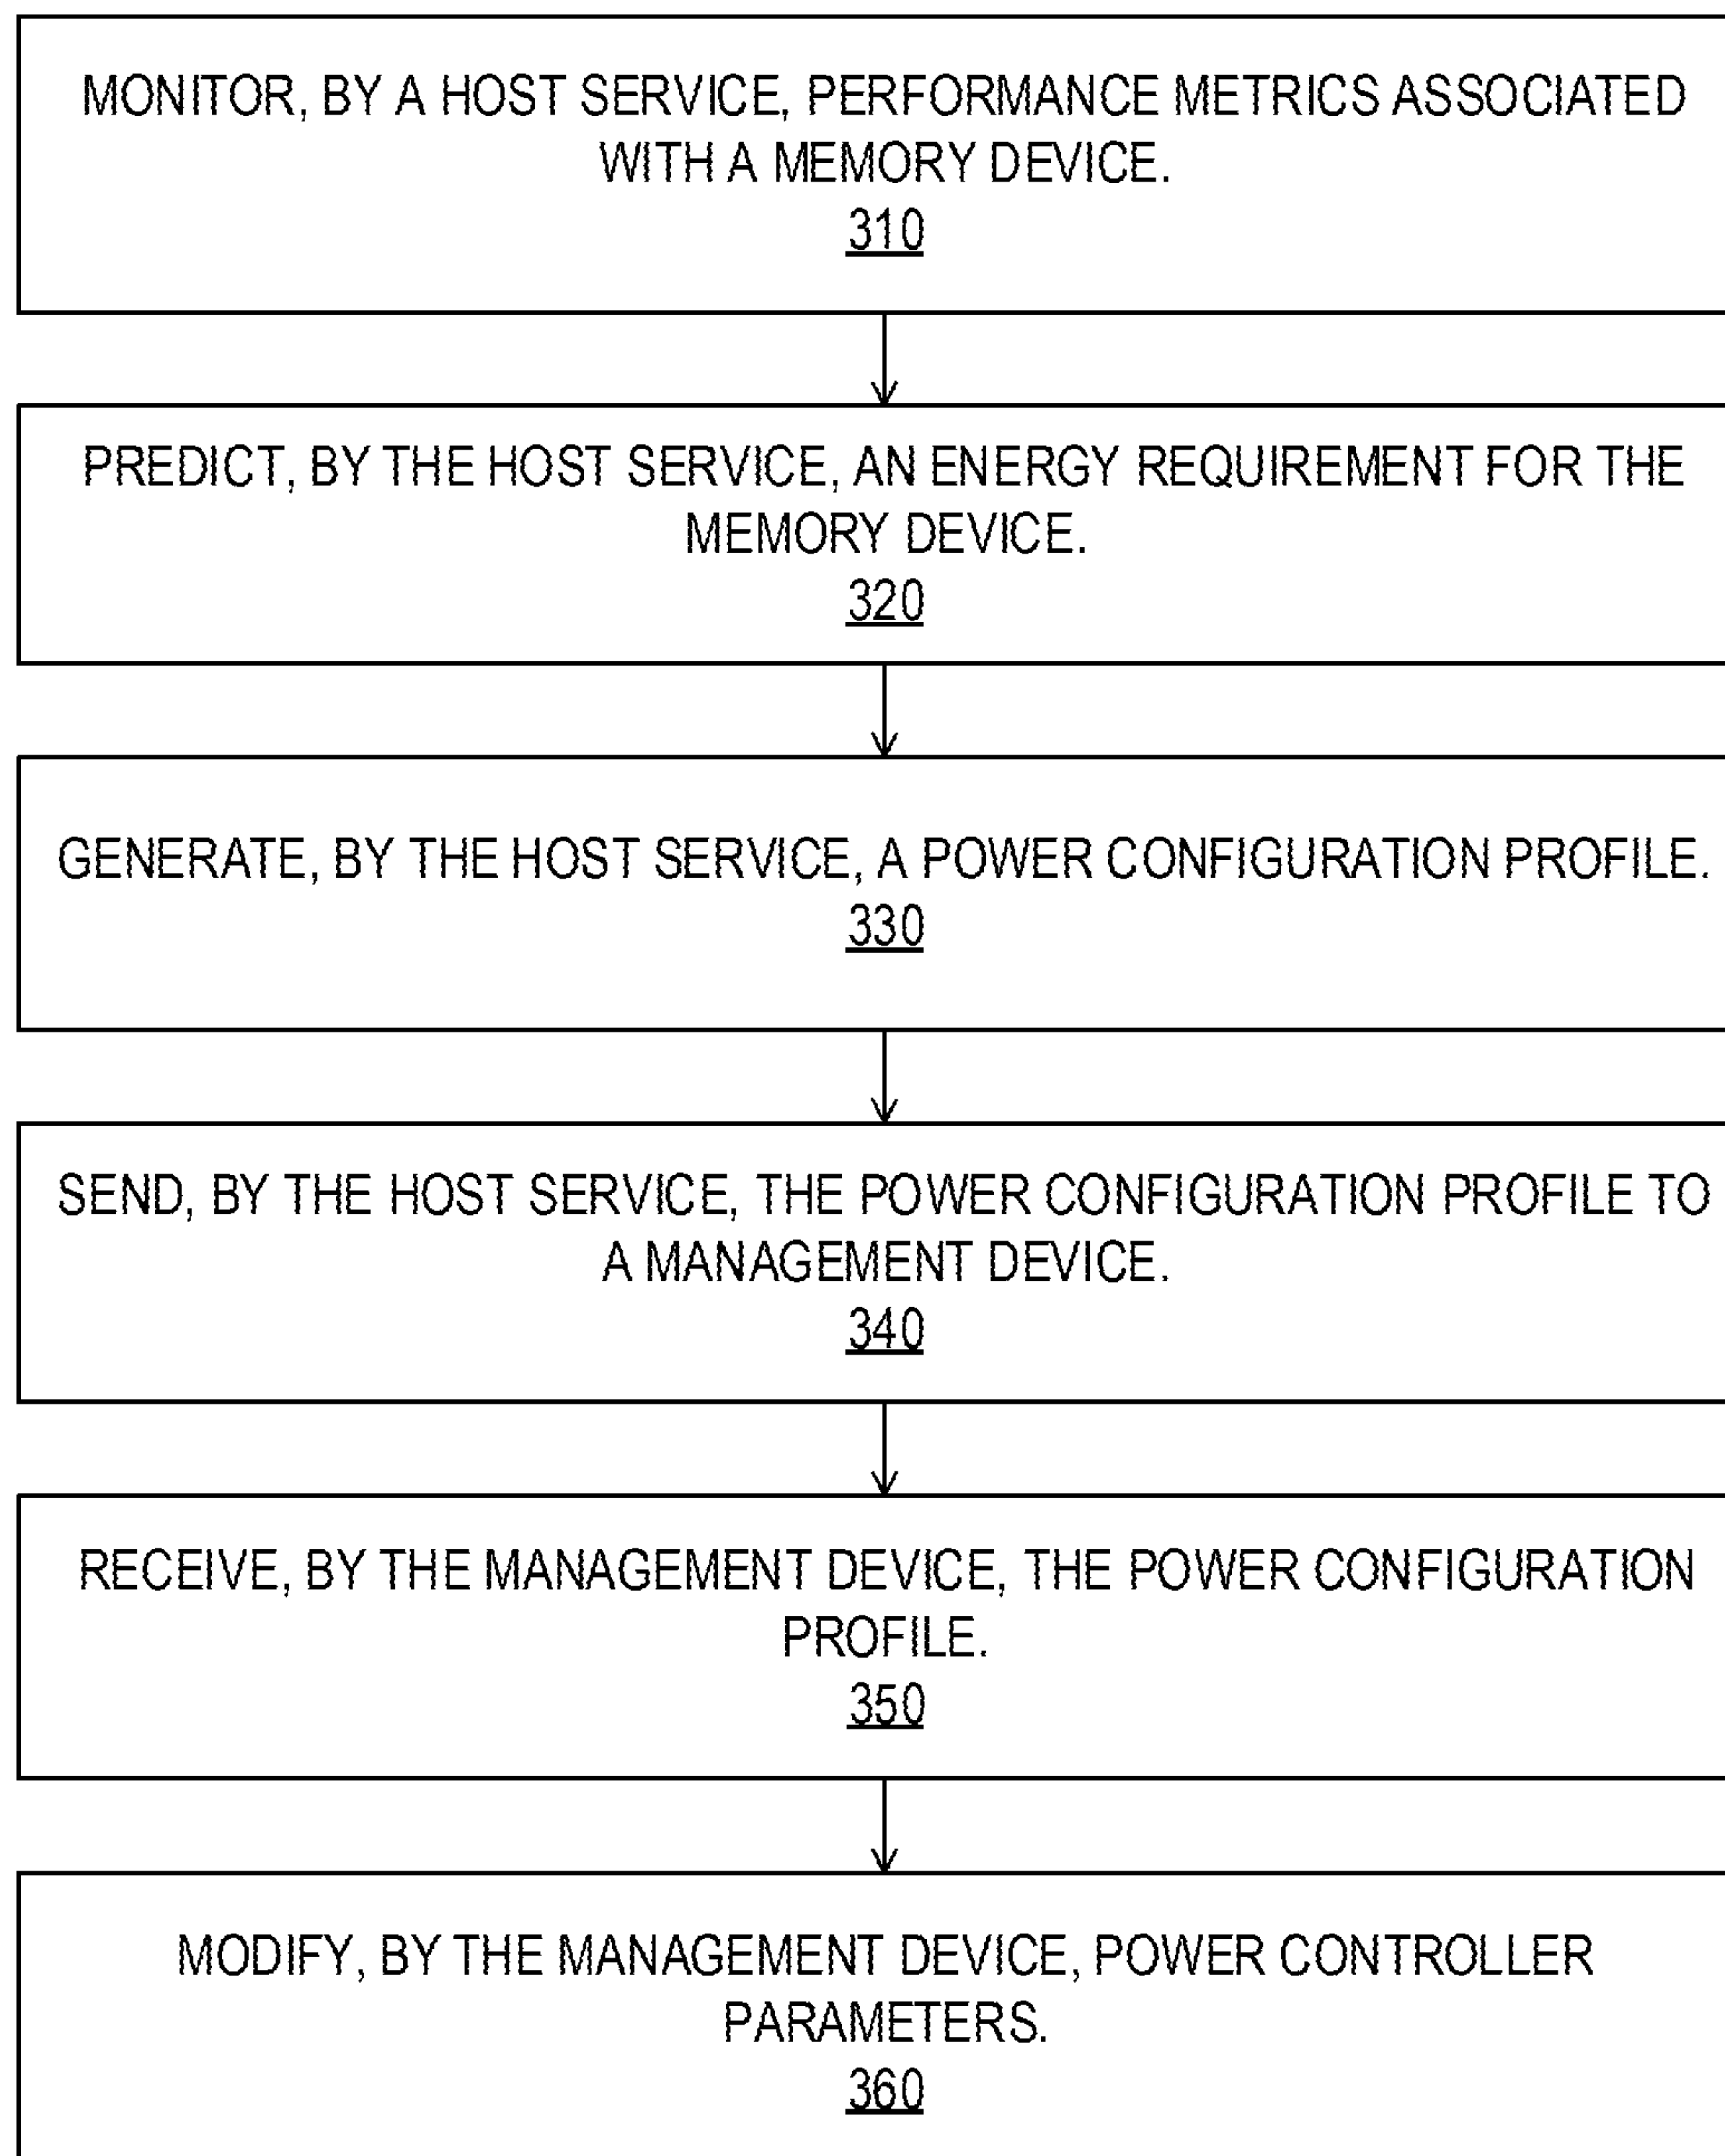 MONITOR, BY A HOST SERVICE, PERFORMANCE METRICS ASSOCIATED
WITH A MEMORY DEVICE.
310
PREDICT, BY THE HOST SERVICE, AN ENERGY REQUIREMENT FOR THE
MEMORY DEVICE.
320
GENERATE, BY THE HOST SERVICE, A POWER CONFIGURATION PROFILE.
330
SEND, BY THE HOST SERVICE, THE POWER CONFIGURATION PROFILE TO
A MANAGEMENT DEVICE.
340
RECEIVE, BY THE MANAGEMENT DEVICE, THE POWER CONFIGURATION
PROFILE.
350
MODIFY, BY THE MANAGEMENT DEVICE, POWER CONTROLLER
PARAMETERS.
360